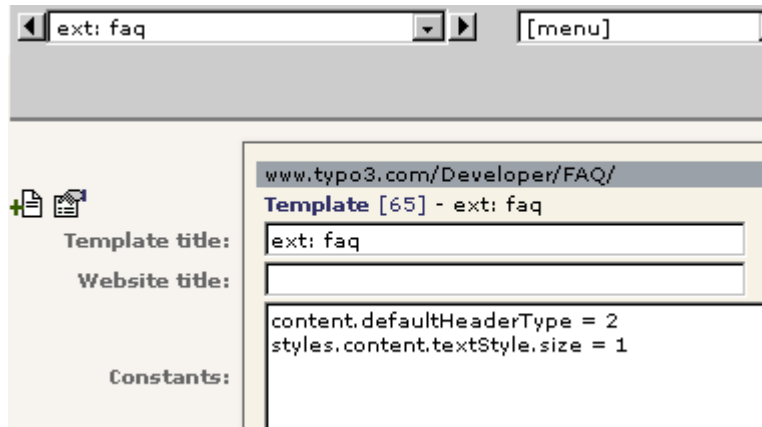 ext: faq
[menu]
www.typo3.com/Developer/FAQ/
Template [65] - ext: faq
Template title:
ext: faq
Website title:
Constants:
content.defaultHeaderType = 2
styles.content.textStyle.size = 1